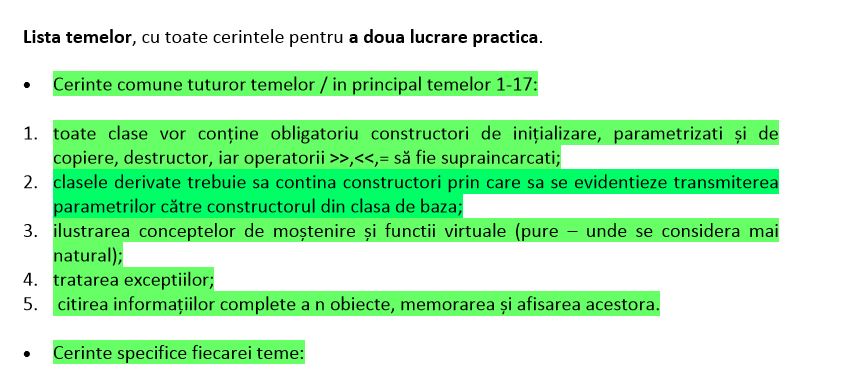 Lista temelor, cu toate cerintele pentru a doua lucrare practica.
• Cerinte comune tuturor temelor / in principal temelor 1-17:
1. toate clase vor conține obligatoriu constructori de inițializare, parametrizati și de
copiere, destructor, iar operatorii >>,<<,= să fie supraincarcati;
2. clasele derivate trebuie sa contina constructori prin care sa se evidentieze transmiterea
parametrilor către constructorul din clasa de baza;
3. ilustrarea conceptelor de moștenire și functii virtuale (pure – unde se considera mai
natural);
4. tratarea exceptiilor;
5. citirea informațiilor complete a n obiecte, memorarea și afisarea acestora.
• Cerinte specifice fiecarei teme: